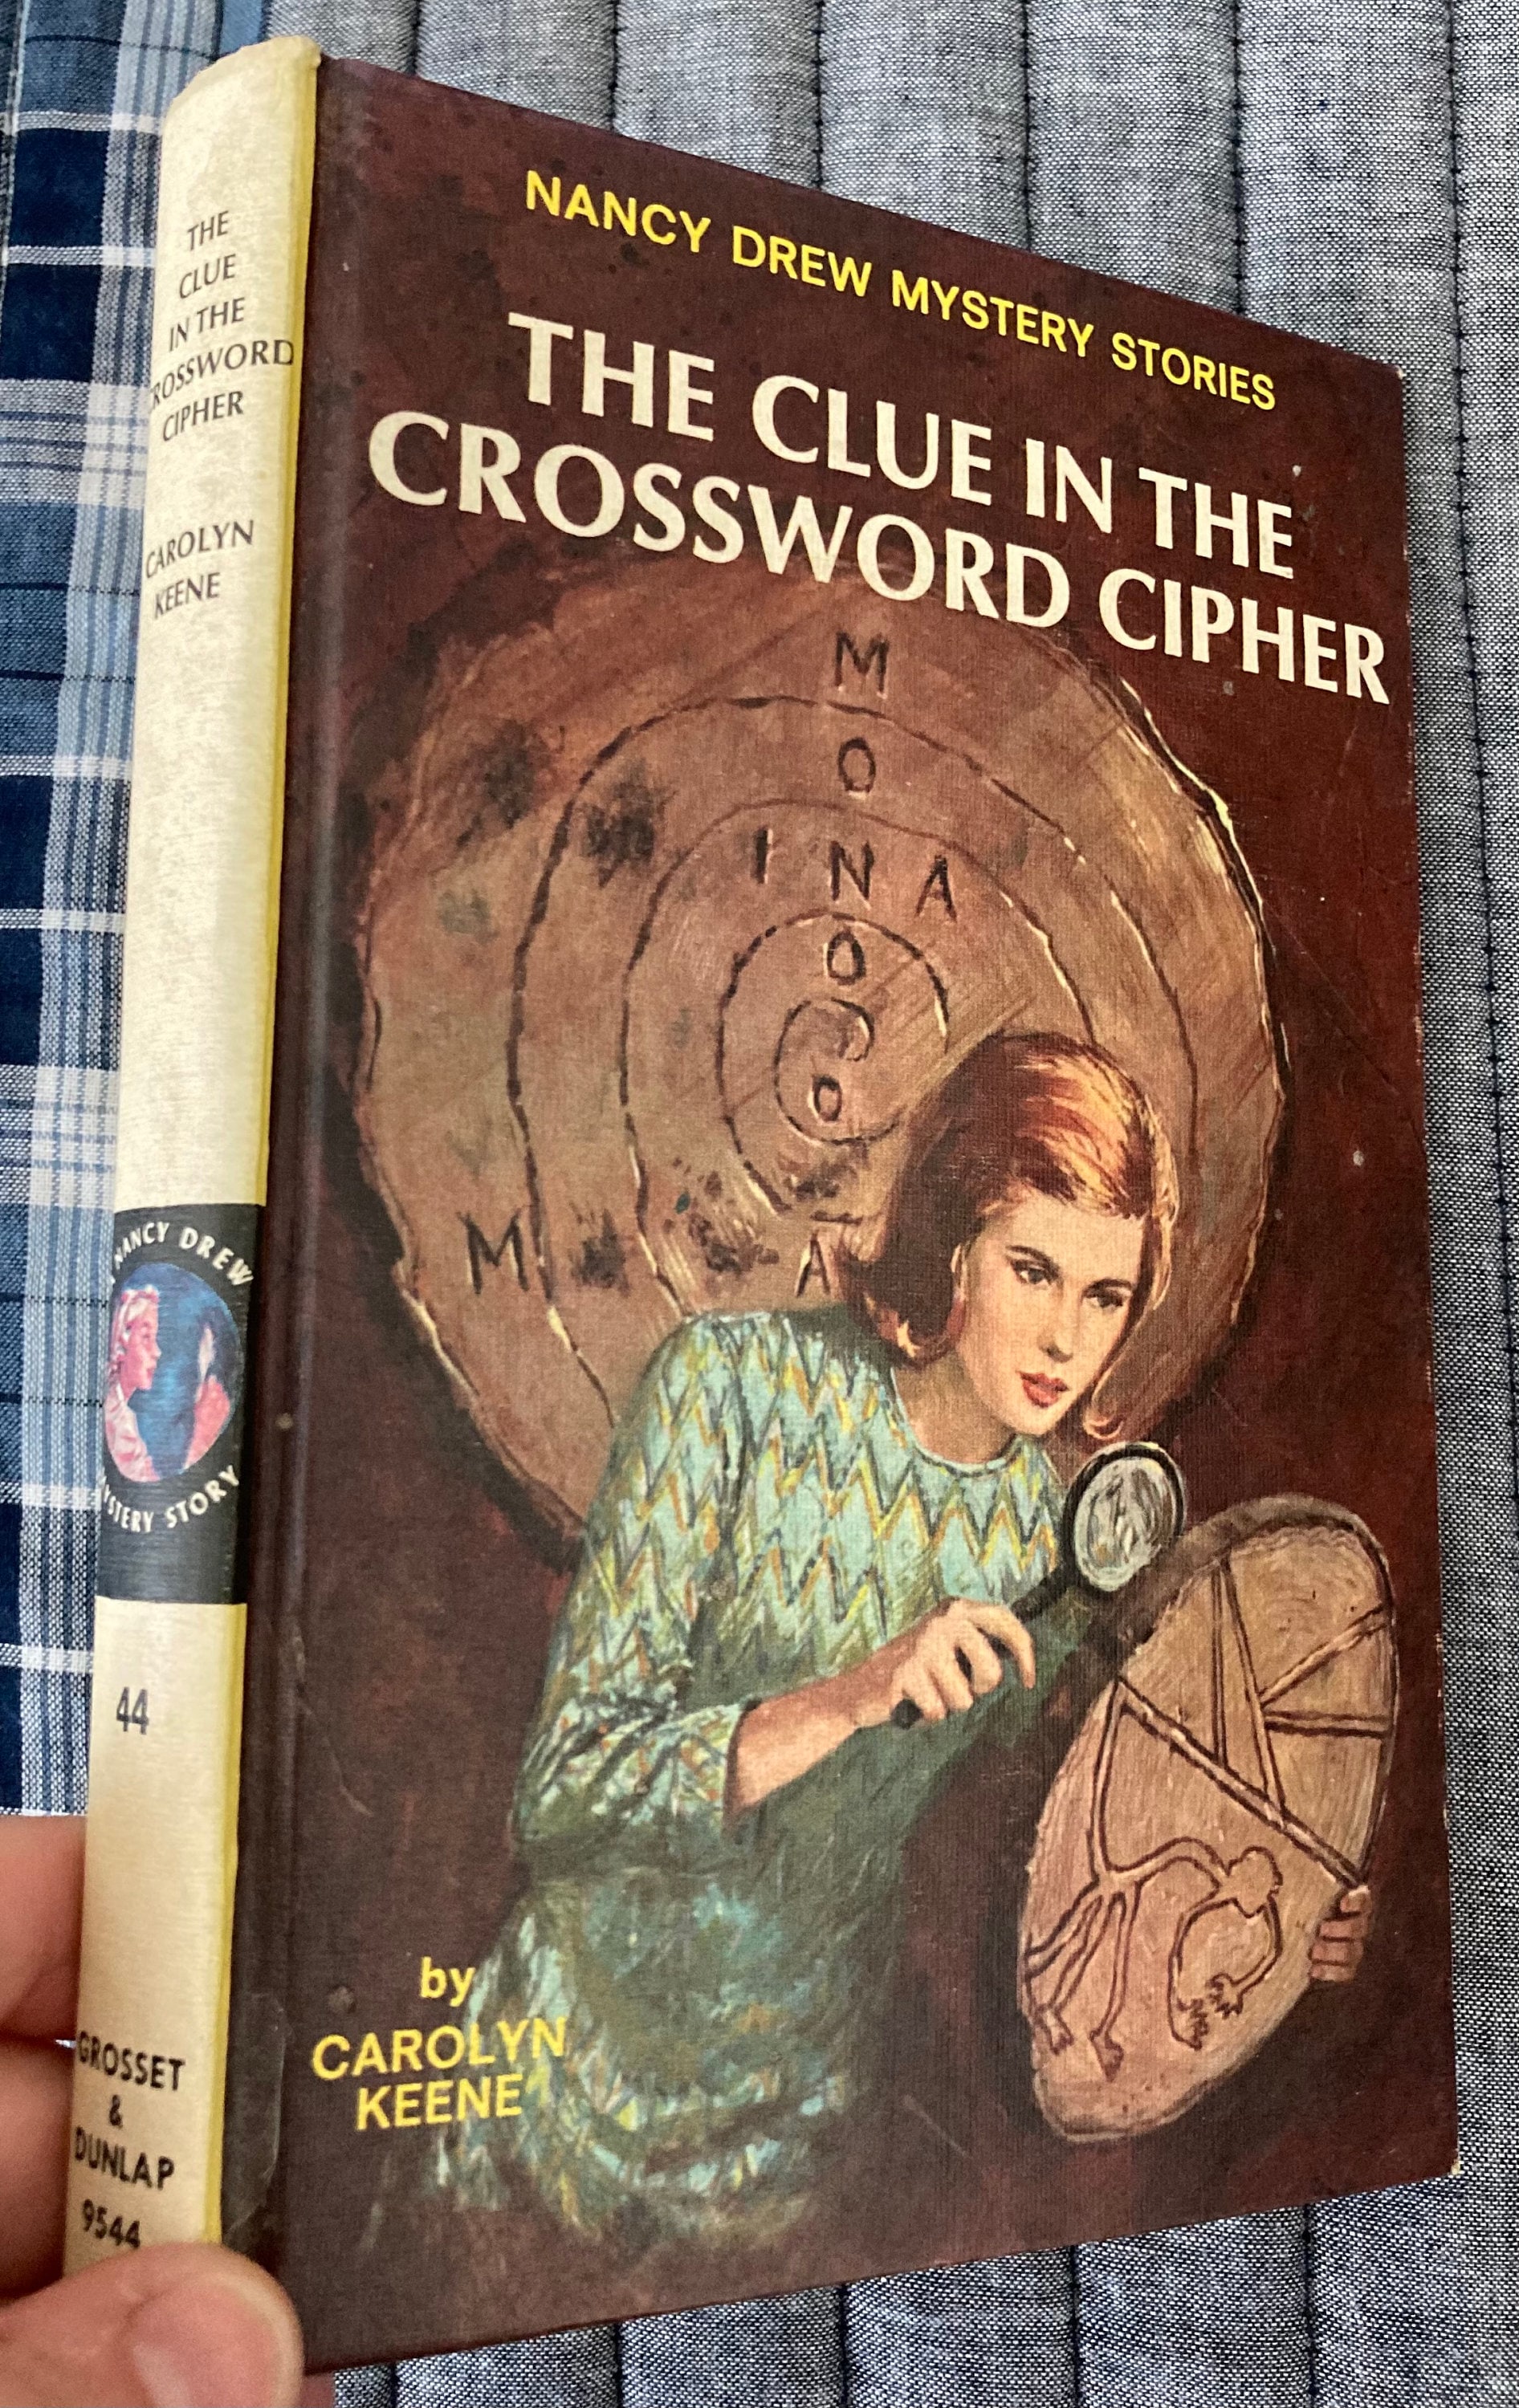 THE
CLUE
IN THE
CROSSWORD
CIPHER
CAROLYN
KEENE
NANCY DREW
MYSTERY STORY
44
GROSSET
&
DUNLAP
9544
NANCY DREW MYSTERY STORIES
THE CLUE IN THE
CROSSWORD CIPHER
M
O
I N A
O
O
M A
by
CAROLYN
KEENE